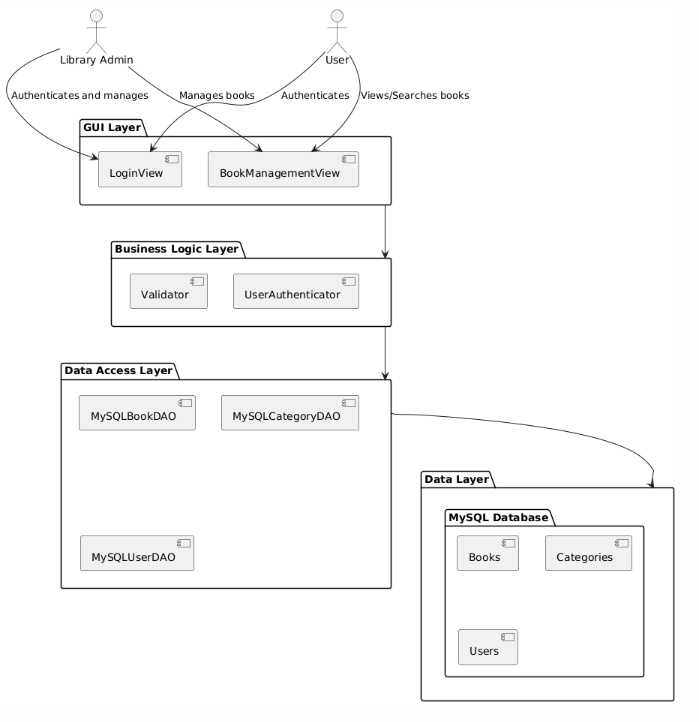 Library Admin
User
Authenticates and manages
Manages books
Authenticates
Views/Searches books
GUI Layer
LoginView
BookManagementView
Business Logic Layer
Validator
UserAuthenticator
Data Access Layer
MySQLBookDAO
MySQLCategoryDAO
MySQLUserDAO
Data Layer
MySQL Database
Books
Categories
Users